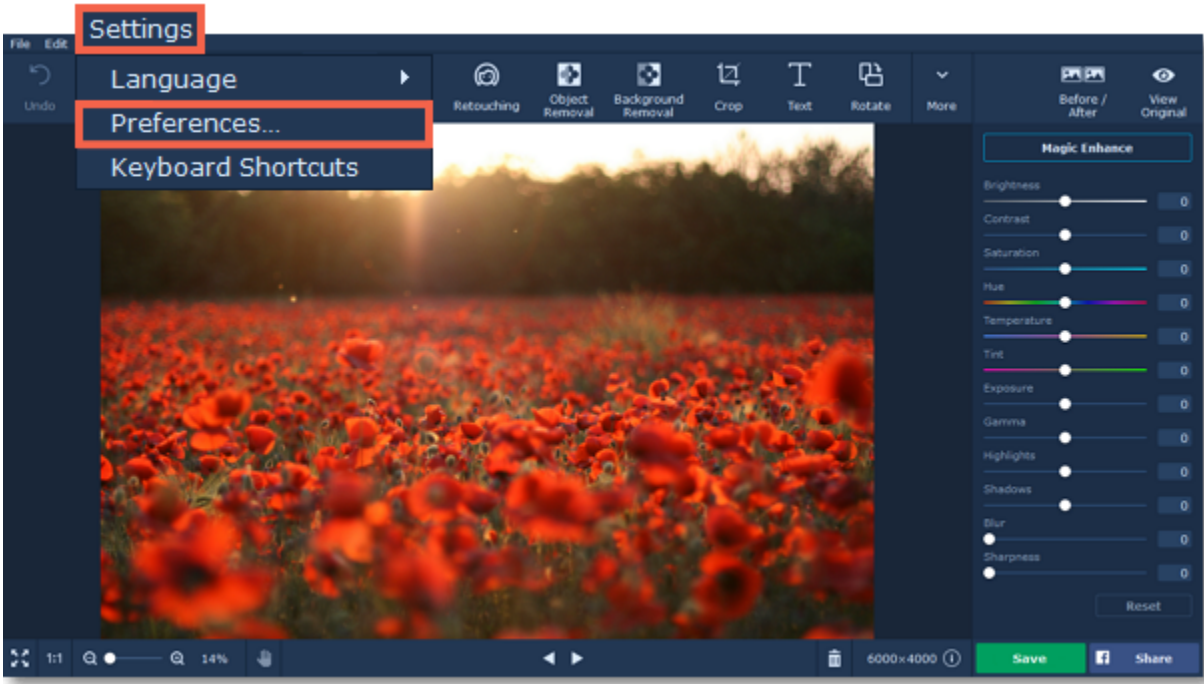 Settings
File Edit
Language
Preferences...
Keyboard Shortcuts
Undo
Retouching
Object
Removal
Background
Removal
Crop
Text
Rotate
More
Before /
After
View
Original
Magic Enhance
Brightness
0
Contrast
0
Saturation
0
Hue
0
Temperature
0
Tint
0
Exposure
0
Gamma
0
Highlights
0
Shadows
0
Blur
0
Sharpness
0
Reset
1:1
14%
6000×4000
Save
f
Share